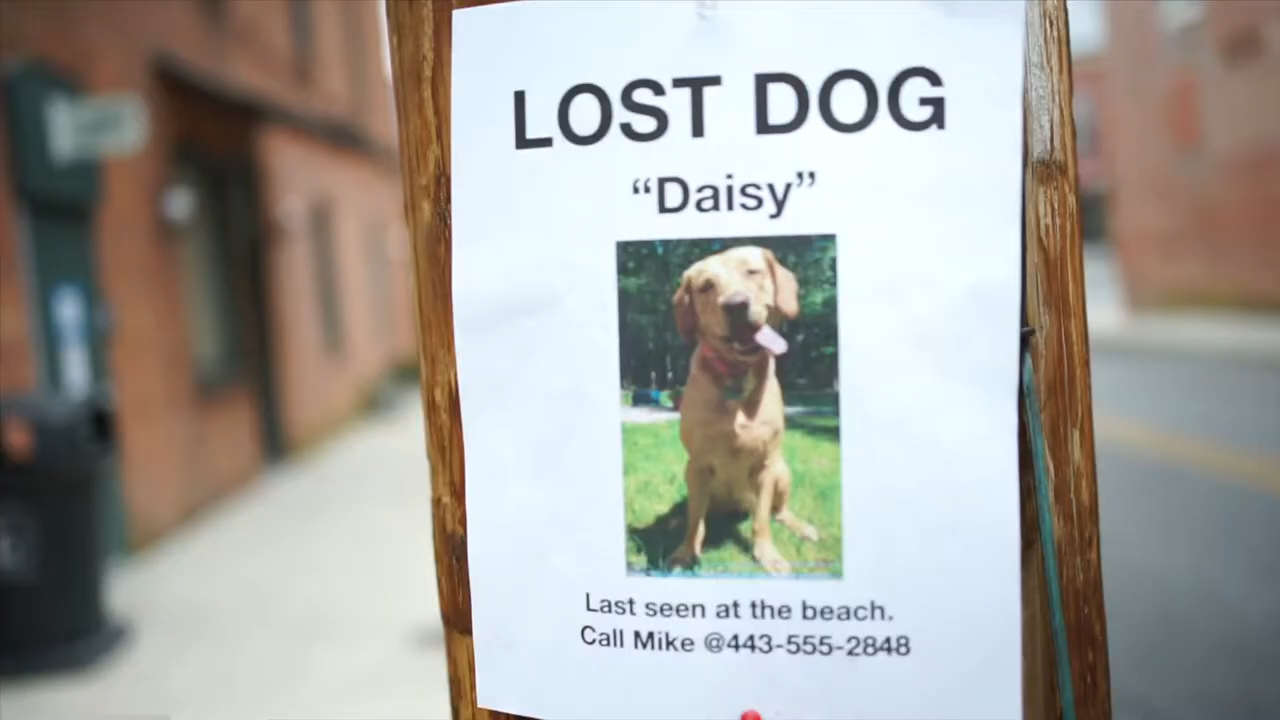 LOST DOG
“Daisy”
Last seen at the beach.
Call Mike @443-555-2848